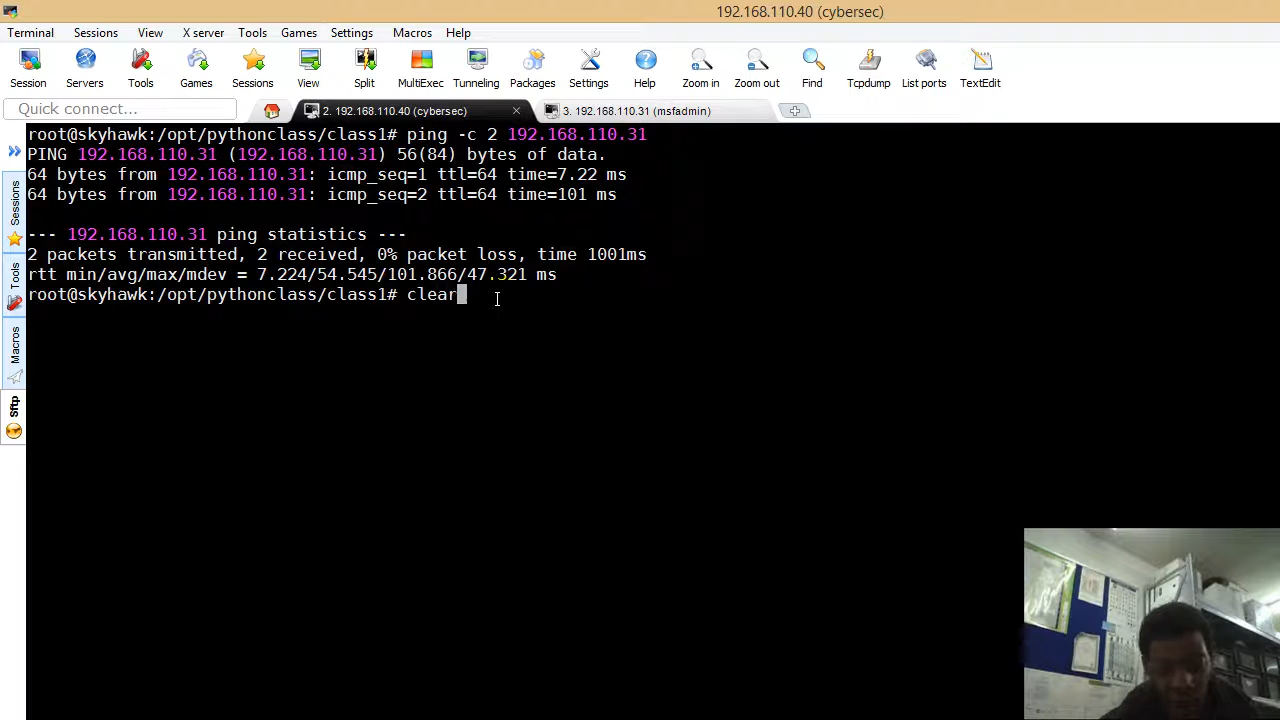 192.168.110.40 (cybersec)
Terminal Sessions View X server Tools Games Settings Macros Help
Session Servers Tools Games Sessions View Split MultiExec Tunneling Packages Settings Help Zoom in Zoom out Find Tcpdump List ports TextEdit
Quick connect...
2. 192.168.110.40 (cybersec)
3. 192.168.110.31 (msfadmin)
Sessions
Tools
Macros
Sftp
root@skyhawk:/opt/pythonclass/class1# ping -c 2 192.168.110.31
PING 192.168.110.31 (192.168.110.31) 56(84) bytes of data.
64 bytes from 192.168.110.31: icmp_seq=1 ttl=64 time=7.22 ms
64 bytes from 192.168.110.31: icmp_seq=2 ttl=64 time=101 ms
--- 192.168.110.31 ping statistics ---
2 packets transmitted, 2 received, 0% packet loss, time 1001ms
rtt min/avg/max/mdev = 7.224/54.545/101.866/47.321 ms
root@skyhawk:/opt/pythonclass/class1# clear